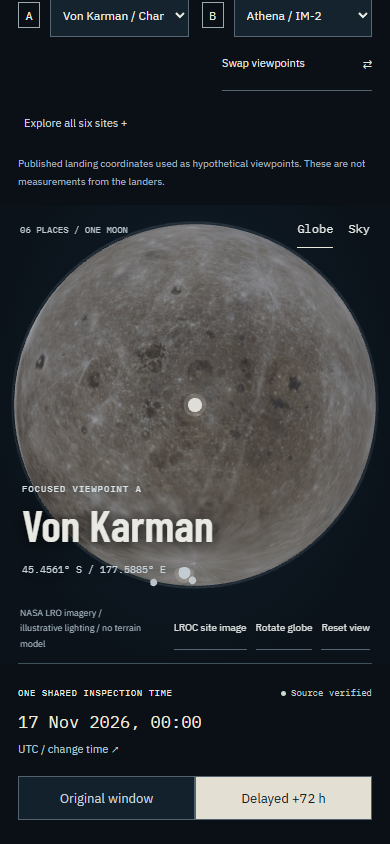 A Von Karman / Char B Athena / IM-2
Swap viewpoints ⇄
Explore all six sites +
Published landing coordinates used as hypothetical viewpoints. These are not
measurements from the landers.
06 PLACES / ONE MOON Globe Sky
FOCUSED VIEWPOINT A
Von Karman
45.4561° S / 177.5885° E
NASA LRO imagery /
illustrative lighting / no terrain
model
LROC site image Rotate globe Reset view
ONE SHARED INSPECTION TIME ● Source verified
17 Nov 2026, 00:00
UTC / change time ↗
Original window Delayed +72 h